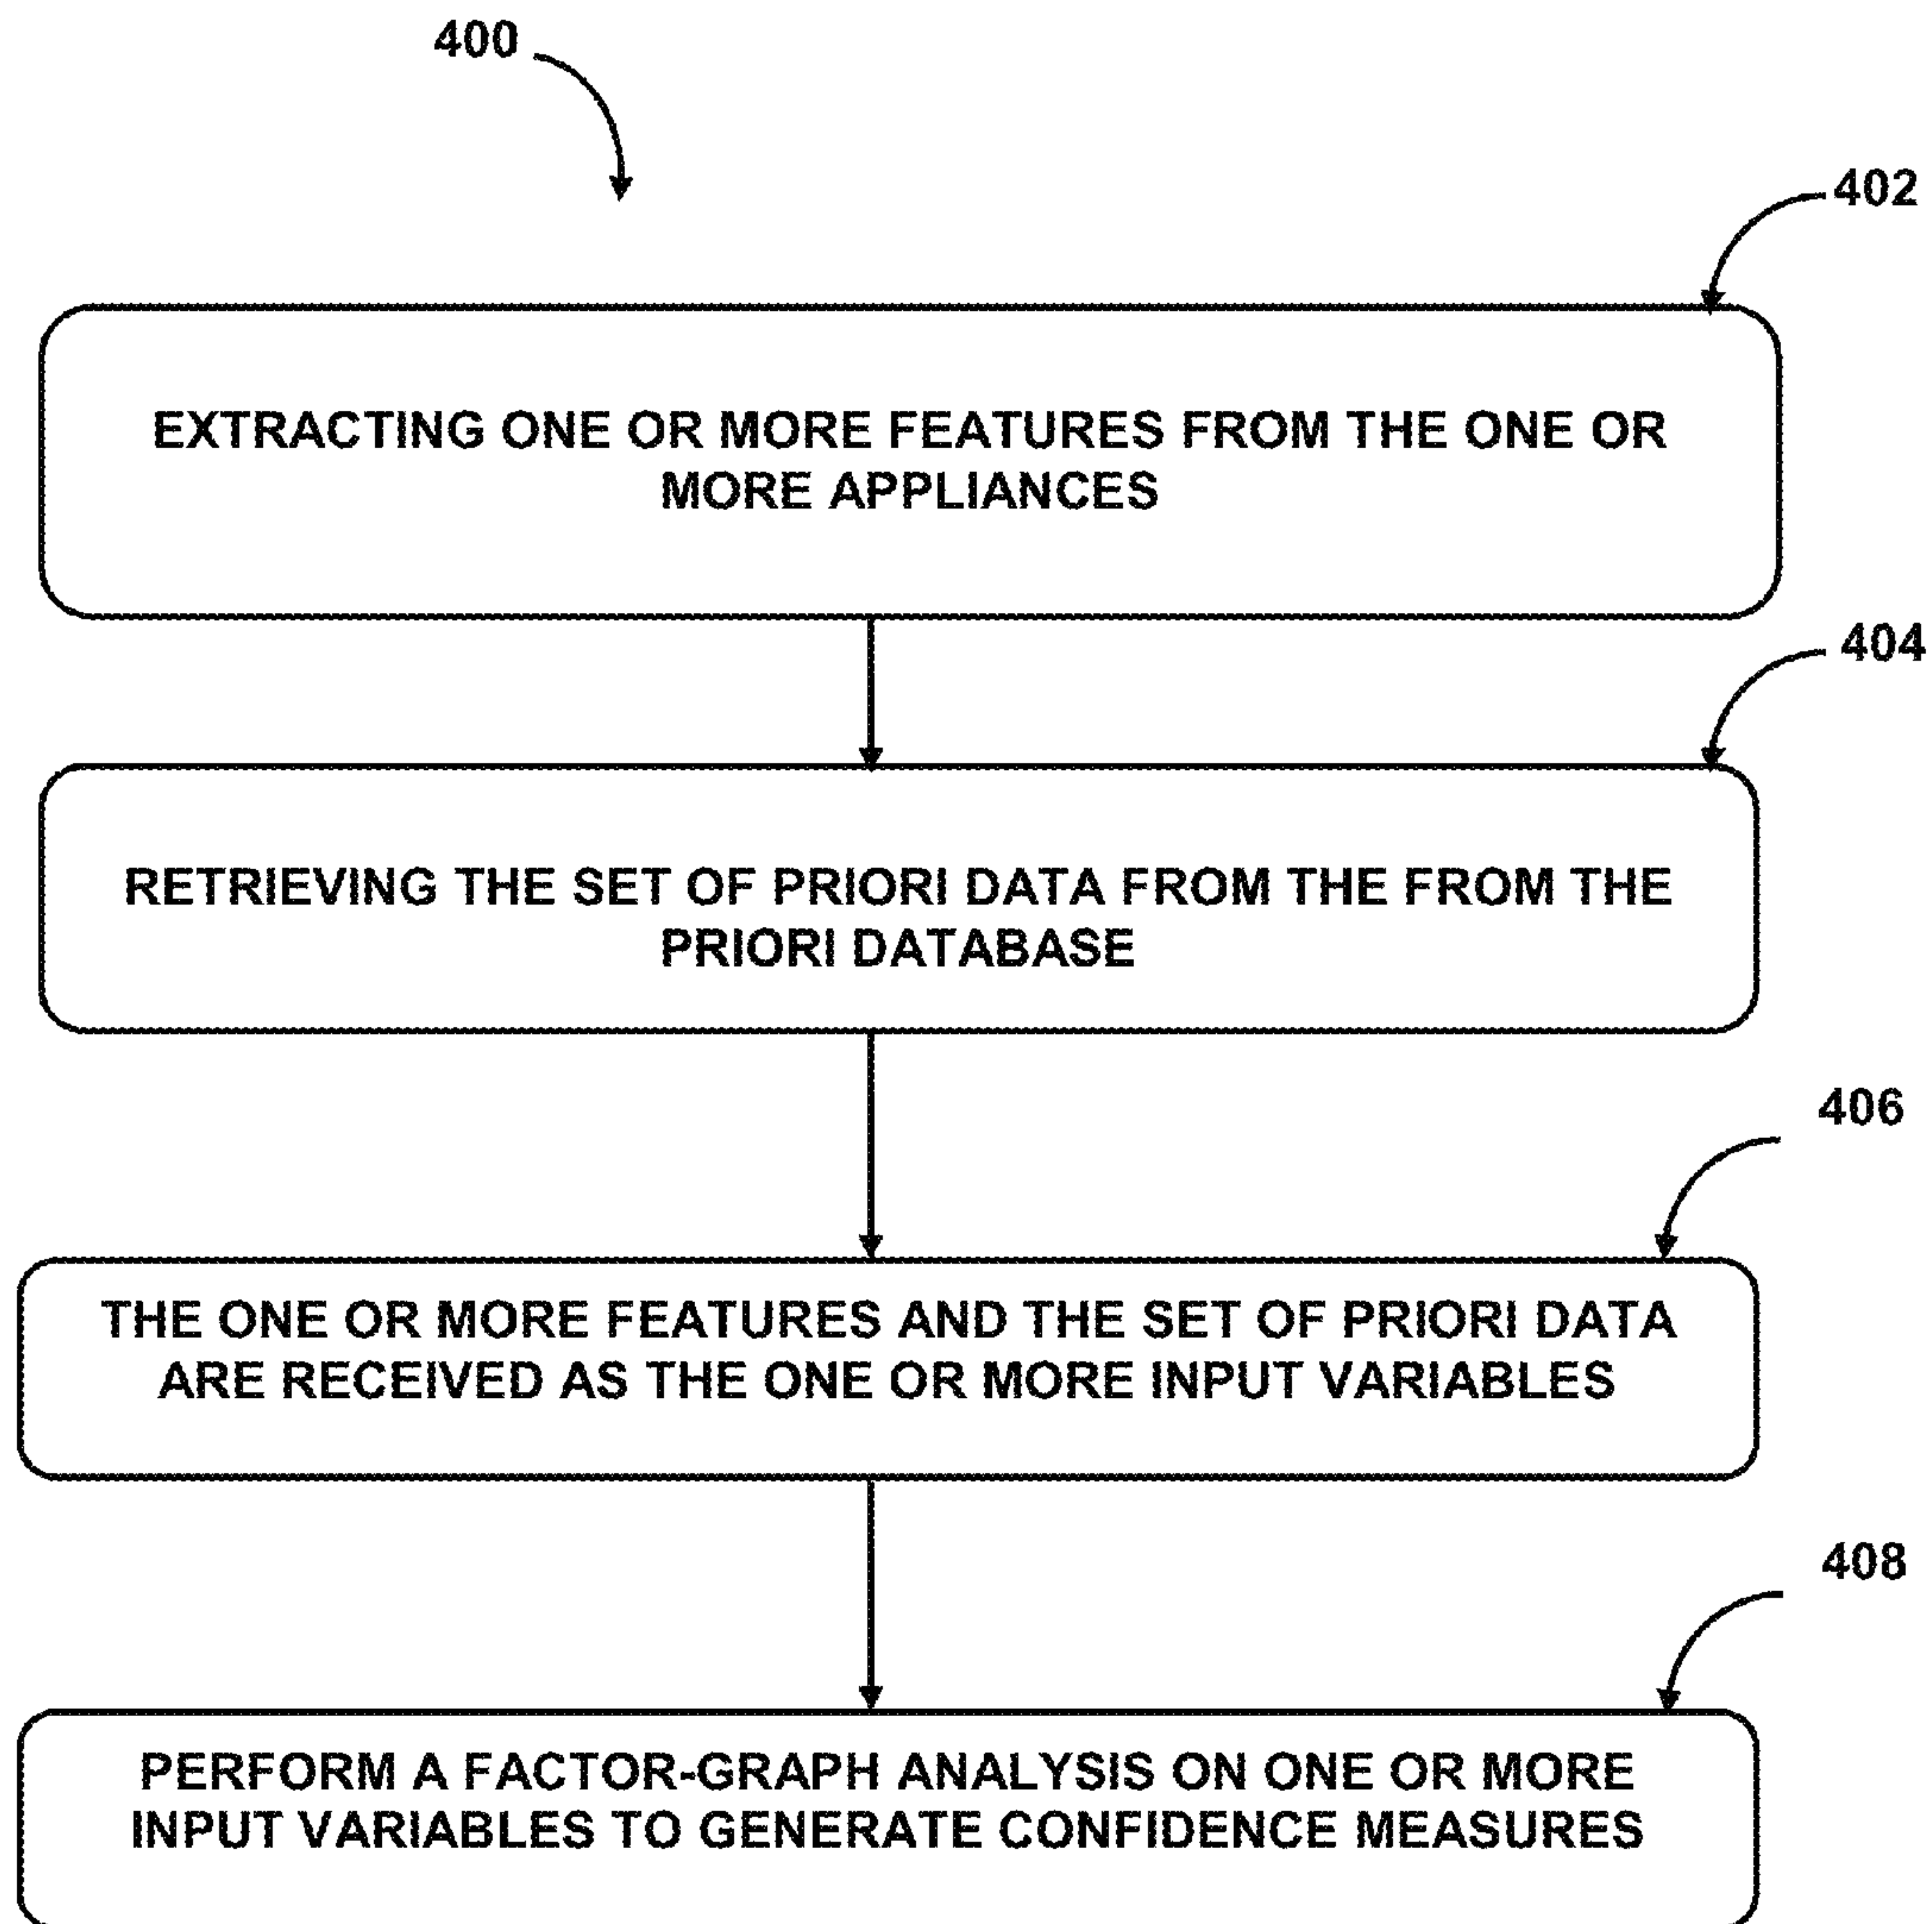 400
402
EXTRACTING ONE OR MORE FEATURES FROM THE ONE OR
MORE APPLIANCES
404
RETRIEVING THE SET OF PRIORI DATA FROM THE FROM THE
PRIORI DATABASE
406
THE ONE OR MORE FEATURES AND THE SET OF PRIORI DATA
ARE RECEIVED AS THE ONE OR MORE INPUT VARIABLES
408
PERFORM A FACTOR-GRAPH ANALYSIS ON ONE OR MORE
INPUT VARIABLES TO GENERATE CONFIDENCE MEASURES